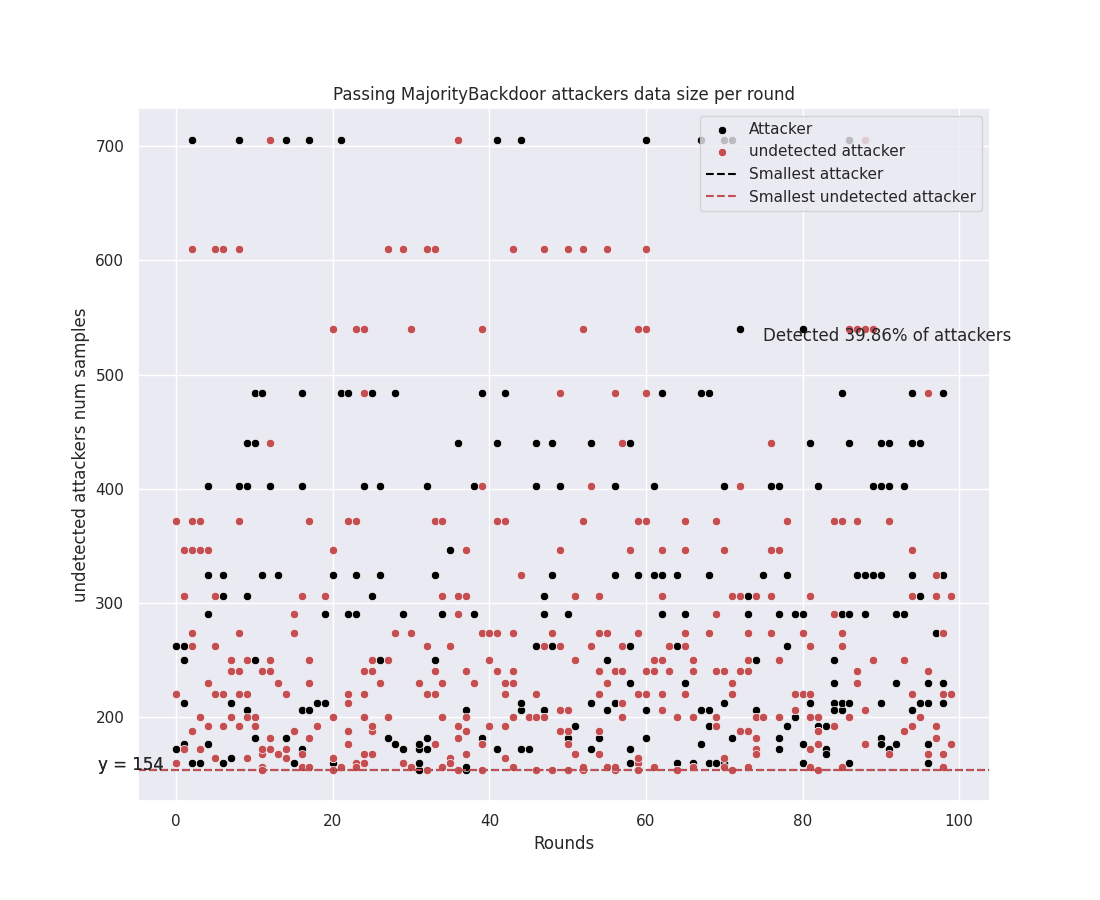 Passing MajorityBackdoor attackers data size per round
Attacker
undetected attacker
Smallest attacker
Smallest undetected attacker
700
600
500
400
300
200
undetected attackers num samples
Detected 39.86% of attackers
y = 154
0 20 40 60 80 100
Rounds